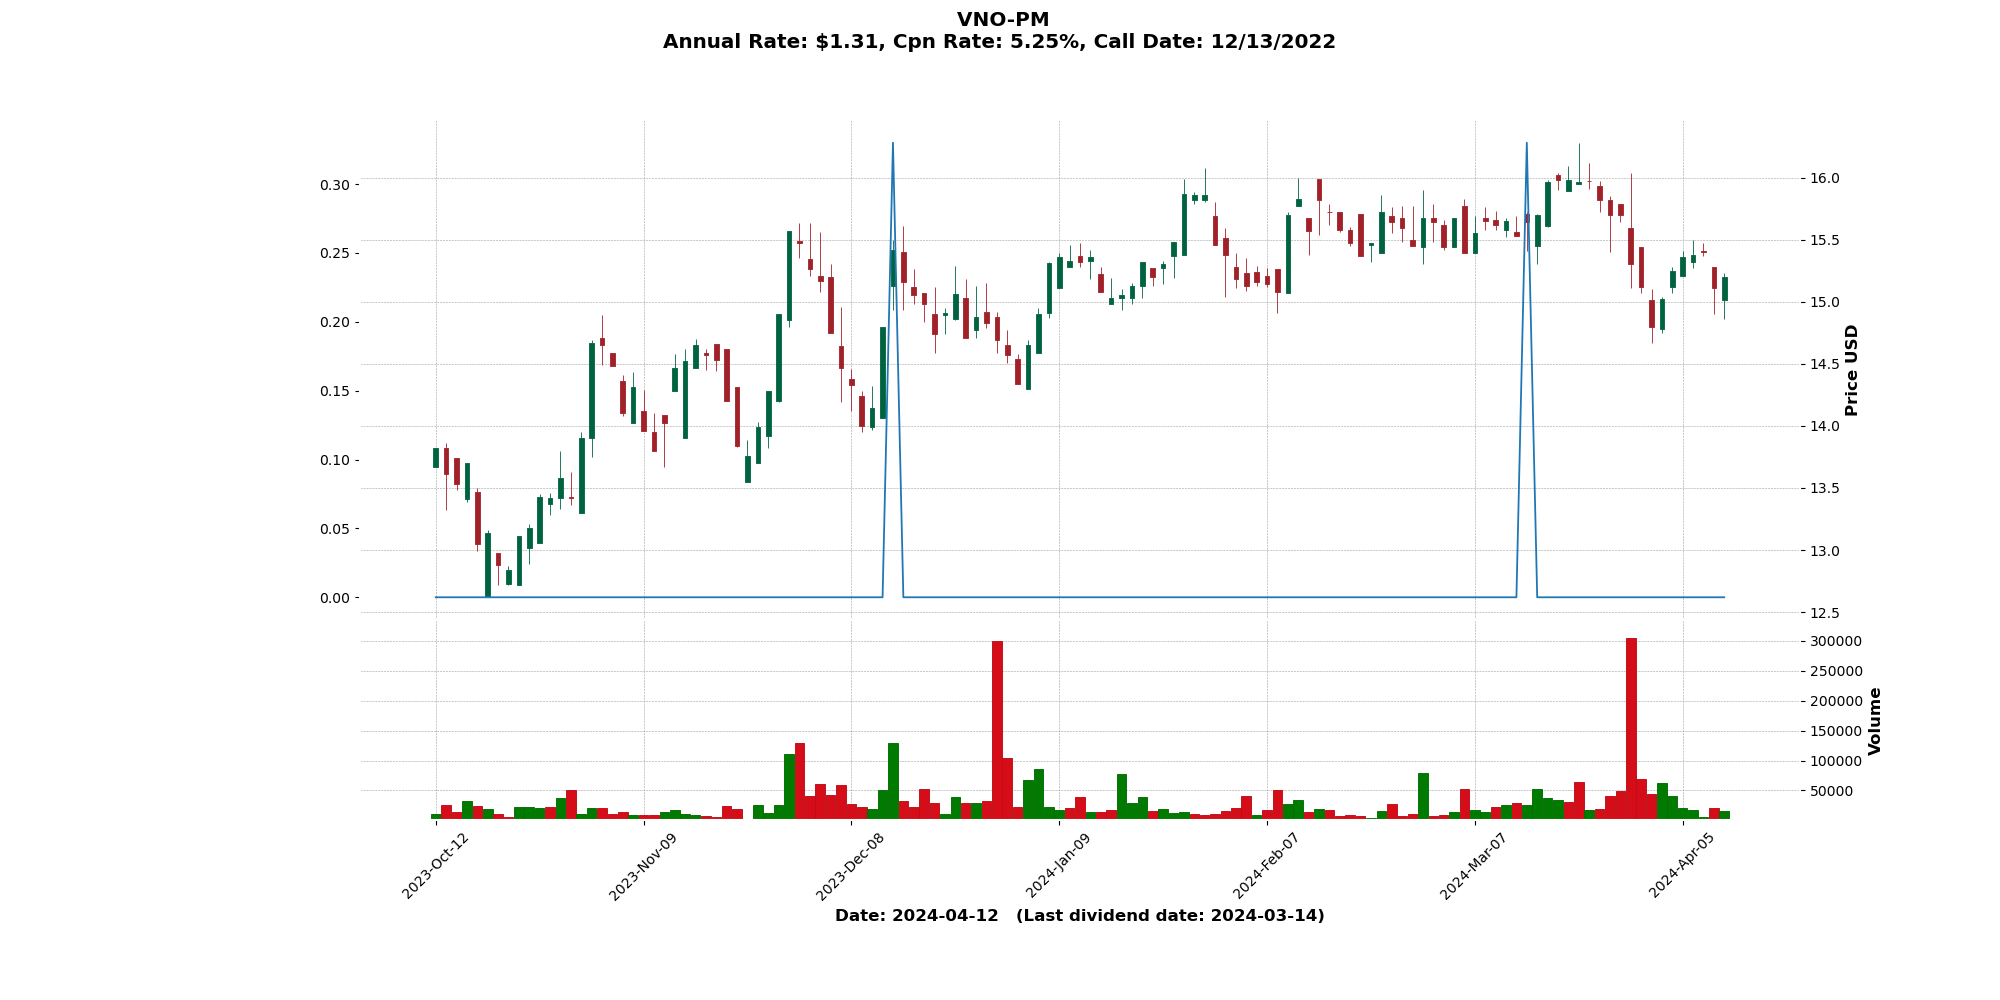 VNO-PM
Annual Rate: $1.31, Cpn Rate: 5.25%, Call Date: 12/13/2022
0.30
0.25
0.20
0.15
0.10
0.05
0.00
16.0
15.5
15.0
14.5
14.0
13.5
13.0
12.5
Price USD
300000
250000
200000
150000
100000
50000
Volume
2023-Oct-12
2023-Nov-09
2023-Dec-08
2024-Jan-09
2024-Feb-07
2024-Mar-07
2024-Apr-05
Date: 2024-04-12   (Last dividend date: 2024-03-14)